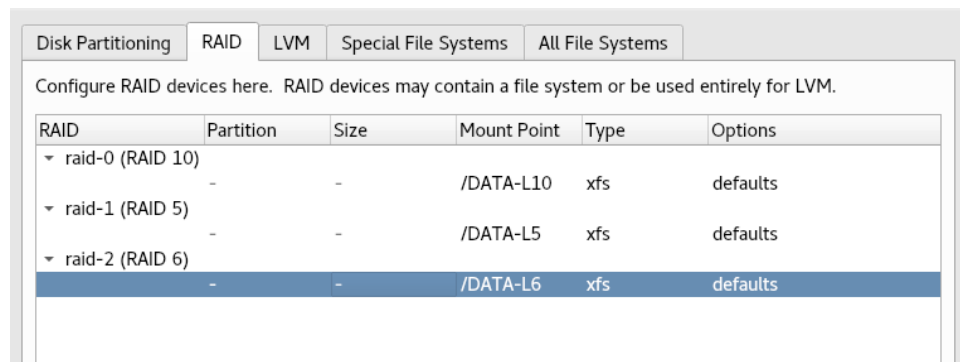 Disk Partitioning RAID LVM Special File Systems All File Systems
Configure RAID devices here. RAID devices may contain a file system or be used entirely for LVM.
RAID Partition Size Mount Point Type Options
raid-0 (RAID 10)
- - /DATA-L10 xfs defaults
raid-1 (RAID 5)
- - /DATA-L5 xfs defaults
raid-2 (RAID 6)
- - /DATA-L6 xfs defaults